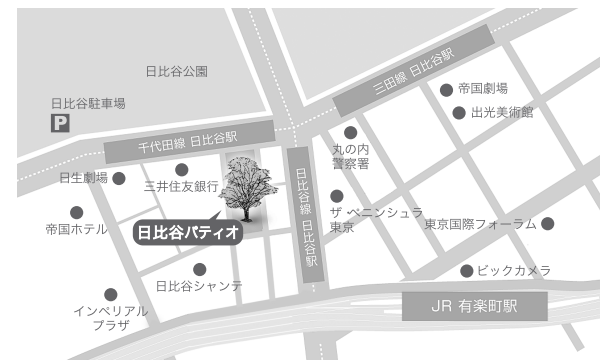 日比谷公園
三田線 日比谷駅
帝国劇場
日比谷駐車場
P
出光美術館
千代田線 日比谷駅
丸の内
警察署
日生劇場
三井住友銀行
日比谷線 日比谷駅
ザ・ペニンシュラ
東京
帝国ホテル
日比谷パティオ
東京国際フォーラム
ビックカメラ
日比谷シャンテ
インペリアル
プラザ
JR 有楽町駅